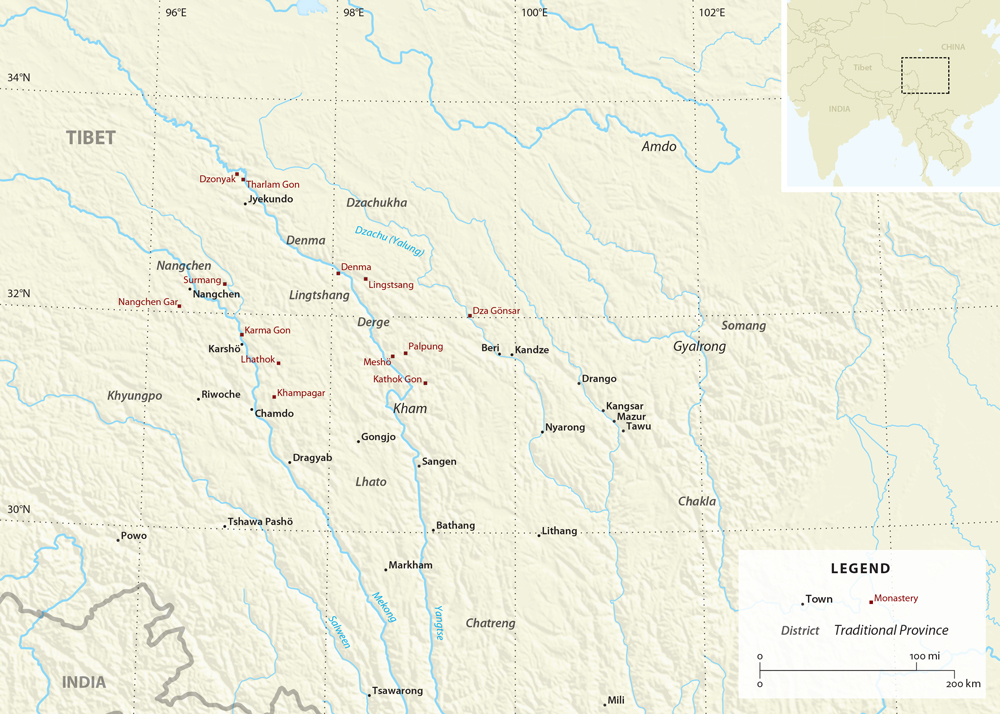 96°E
98°E
100°E
102°E
CHINA
Tibet
INDIA
34°N
TIBET
Amdo
Dzonyak
Tharlam Gon
Jyekundo
Dzachukha
Dzachu (Yalung)
Denma
Nangchen
Denma
Surmang
Lingstsang
Nangchen
Lingtshang
32°N
Nangchen Gar
Dza Gönsar
Derge
Somang
Karma Gon
Karshö
Palpung
Beri
Kandze
Gyalrong
Lhathok
Meshö
Kathok Gon
Drango
Khyungpo
Riwoche
Khampagar
Kham
Kangsar
Chamdo
Mazur
Tawu
Nyarong
Gongjo
Dragyab
Sangen
Lhato
Chakla
30°N
Tshawa Pashö
Bathang
Lithang
Powo
Markham
LEGEND
Town
Monastery
District
Traditional Province
0
100 mi
0
200 km
Salween
Mekong
Yangtse
Chatreng
INDIA
Tsawarong
Mili